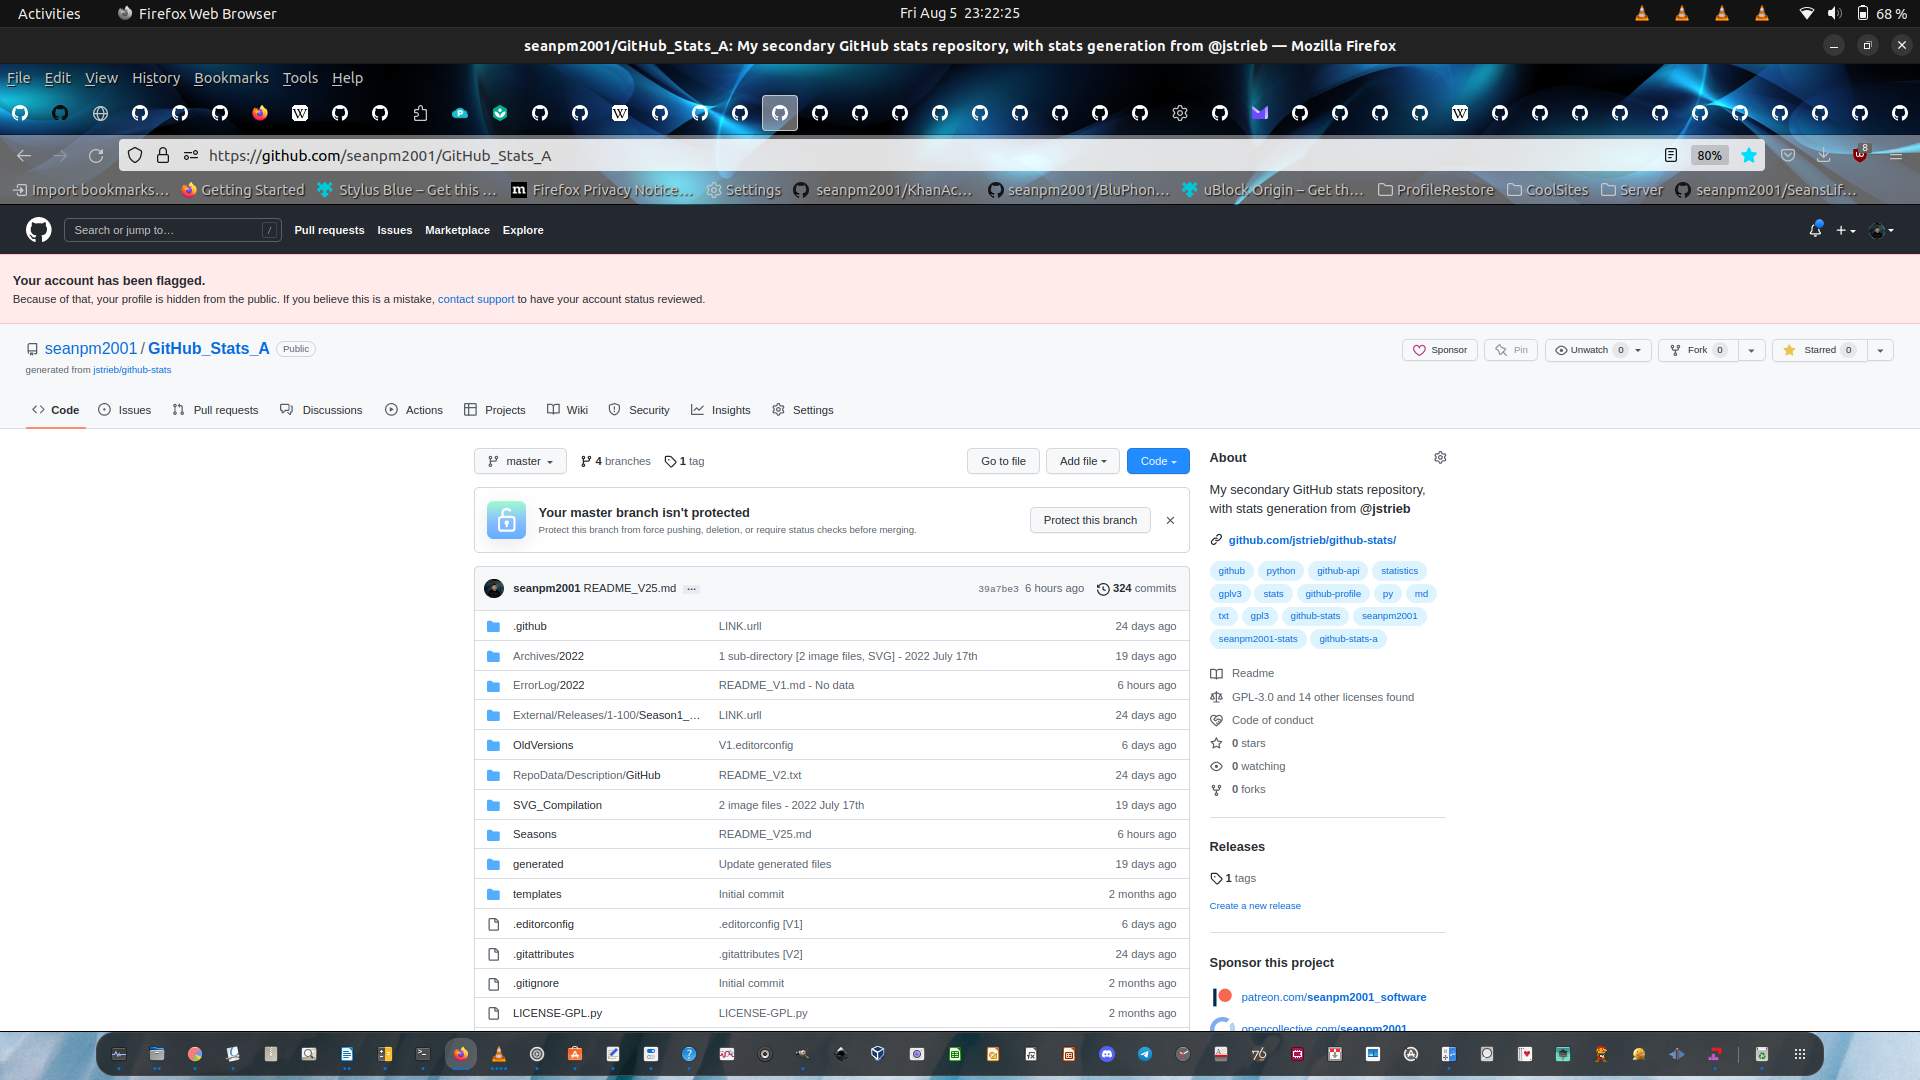 Activities Firefox Web Browser Fri Aug 5 23:22:25 68 %
seanpm2001/GitHub_Stats_A: My secondary GitHub stats repository, with stats generation from @jstrieb — Mozilla Firefox
File Edit View History Bookmarks Tools Help
https://github.com/seanpm2001/GitHub_Stats_A 80% 8
Import bookmarks… Getting Started Stylus Blue – Get this … Firefox Privacy Notice… Settings seanpm2001/KhanAc… seanpm2001/BluPhon… uBlock Origin – Get th… ProfileRestore CoolSites Server seanpm2001/SeansLif…
Search or jump to… / Pull requests Issues Marketplace Explore
Your account has been flagged.
Because of that, your profile is hidden from the public. If you believe this is a mistake, contact support to have your account status reviewed.
seanpm2001 / GitHub_Stats_A Public Sponsor Pin Unwatch 0 Fork 0 Starred 0
generated from jstrieb/github-stats
Code Issues Pull requests Discussions Actions Projects Wiki Security Insights Settings
master 4 branches 1 tag Go to file Add file Code
Your master branch isn't protected
Protect this branch from force pushing, deletion, or require status checks before merging.
Protect this branch
seanpm2001 README_V25.md ... 39a7be3 6 hours ago 324 commits
.github LINK.urll 24 days ago
Archives/2022 1 sub-directory [2 image files, SVG] - 2022 July 17th 19 days ago
ErrorLog/2022 README_V1.md - No data 6 hours ago
External/Releases/1-100/Season1_... LINK.urll 24 days ago
OldVersions V1.editorconfig 6 days ago
RepoData/Description/GitHub README_V2.txt 24 days ago
SVG_Compilation 2 image files - 2022 July 17th 19 days ago
Seasons README_V25.md 6 hours ago
generated Update generated files 19 days ago
templates Initial commit 2 months ago
.editorconfig .editorconfig [V1] 6 days ago
.gitattributes .gitattributes [V2] 24 days ago
.gitignore Initial commit 2 months ago
LICENSE-GPL.py LICENSE-GPL.py 2 months ago
About
My secondary GitHub stats repository,
with stats generation from @jstrieb
github.com/jstrieb/github-stats/
github python github-api statistics
gplv3 stats github-profile py md
txt gpl3 github-stats seanpm2001
seanpm2001-stats github-stats-a
Readme
GPL-3.0 and 14 other licenses found
Code of conduct
0 stars
0 watching
0 forks
Releases
1 tags
Create a new release
Sponsor this project
patreon.com/seanpm2001_software
opencollective.com/seanpm2001